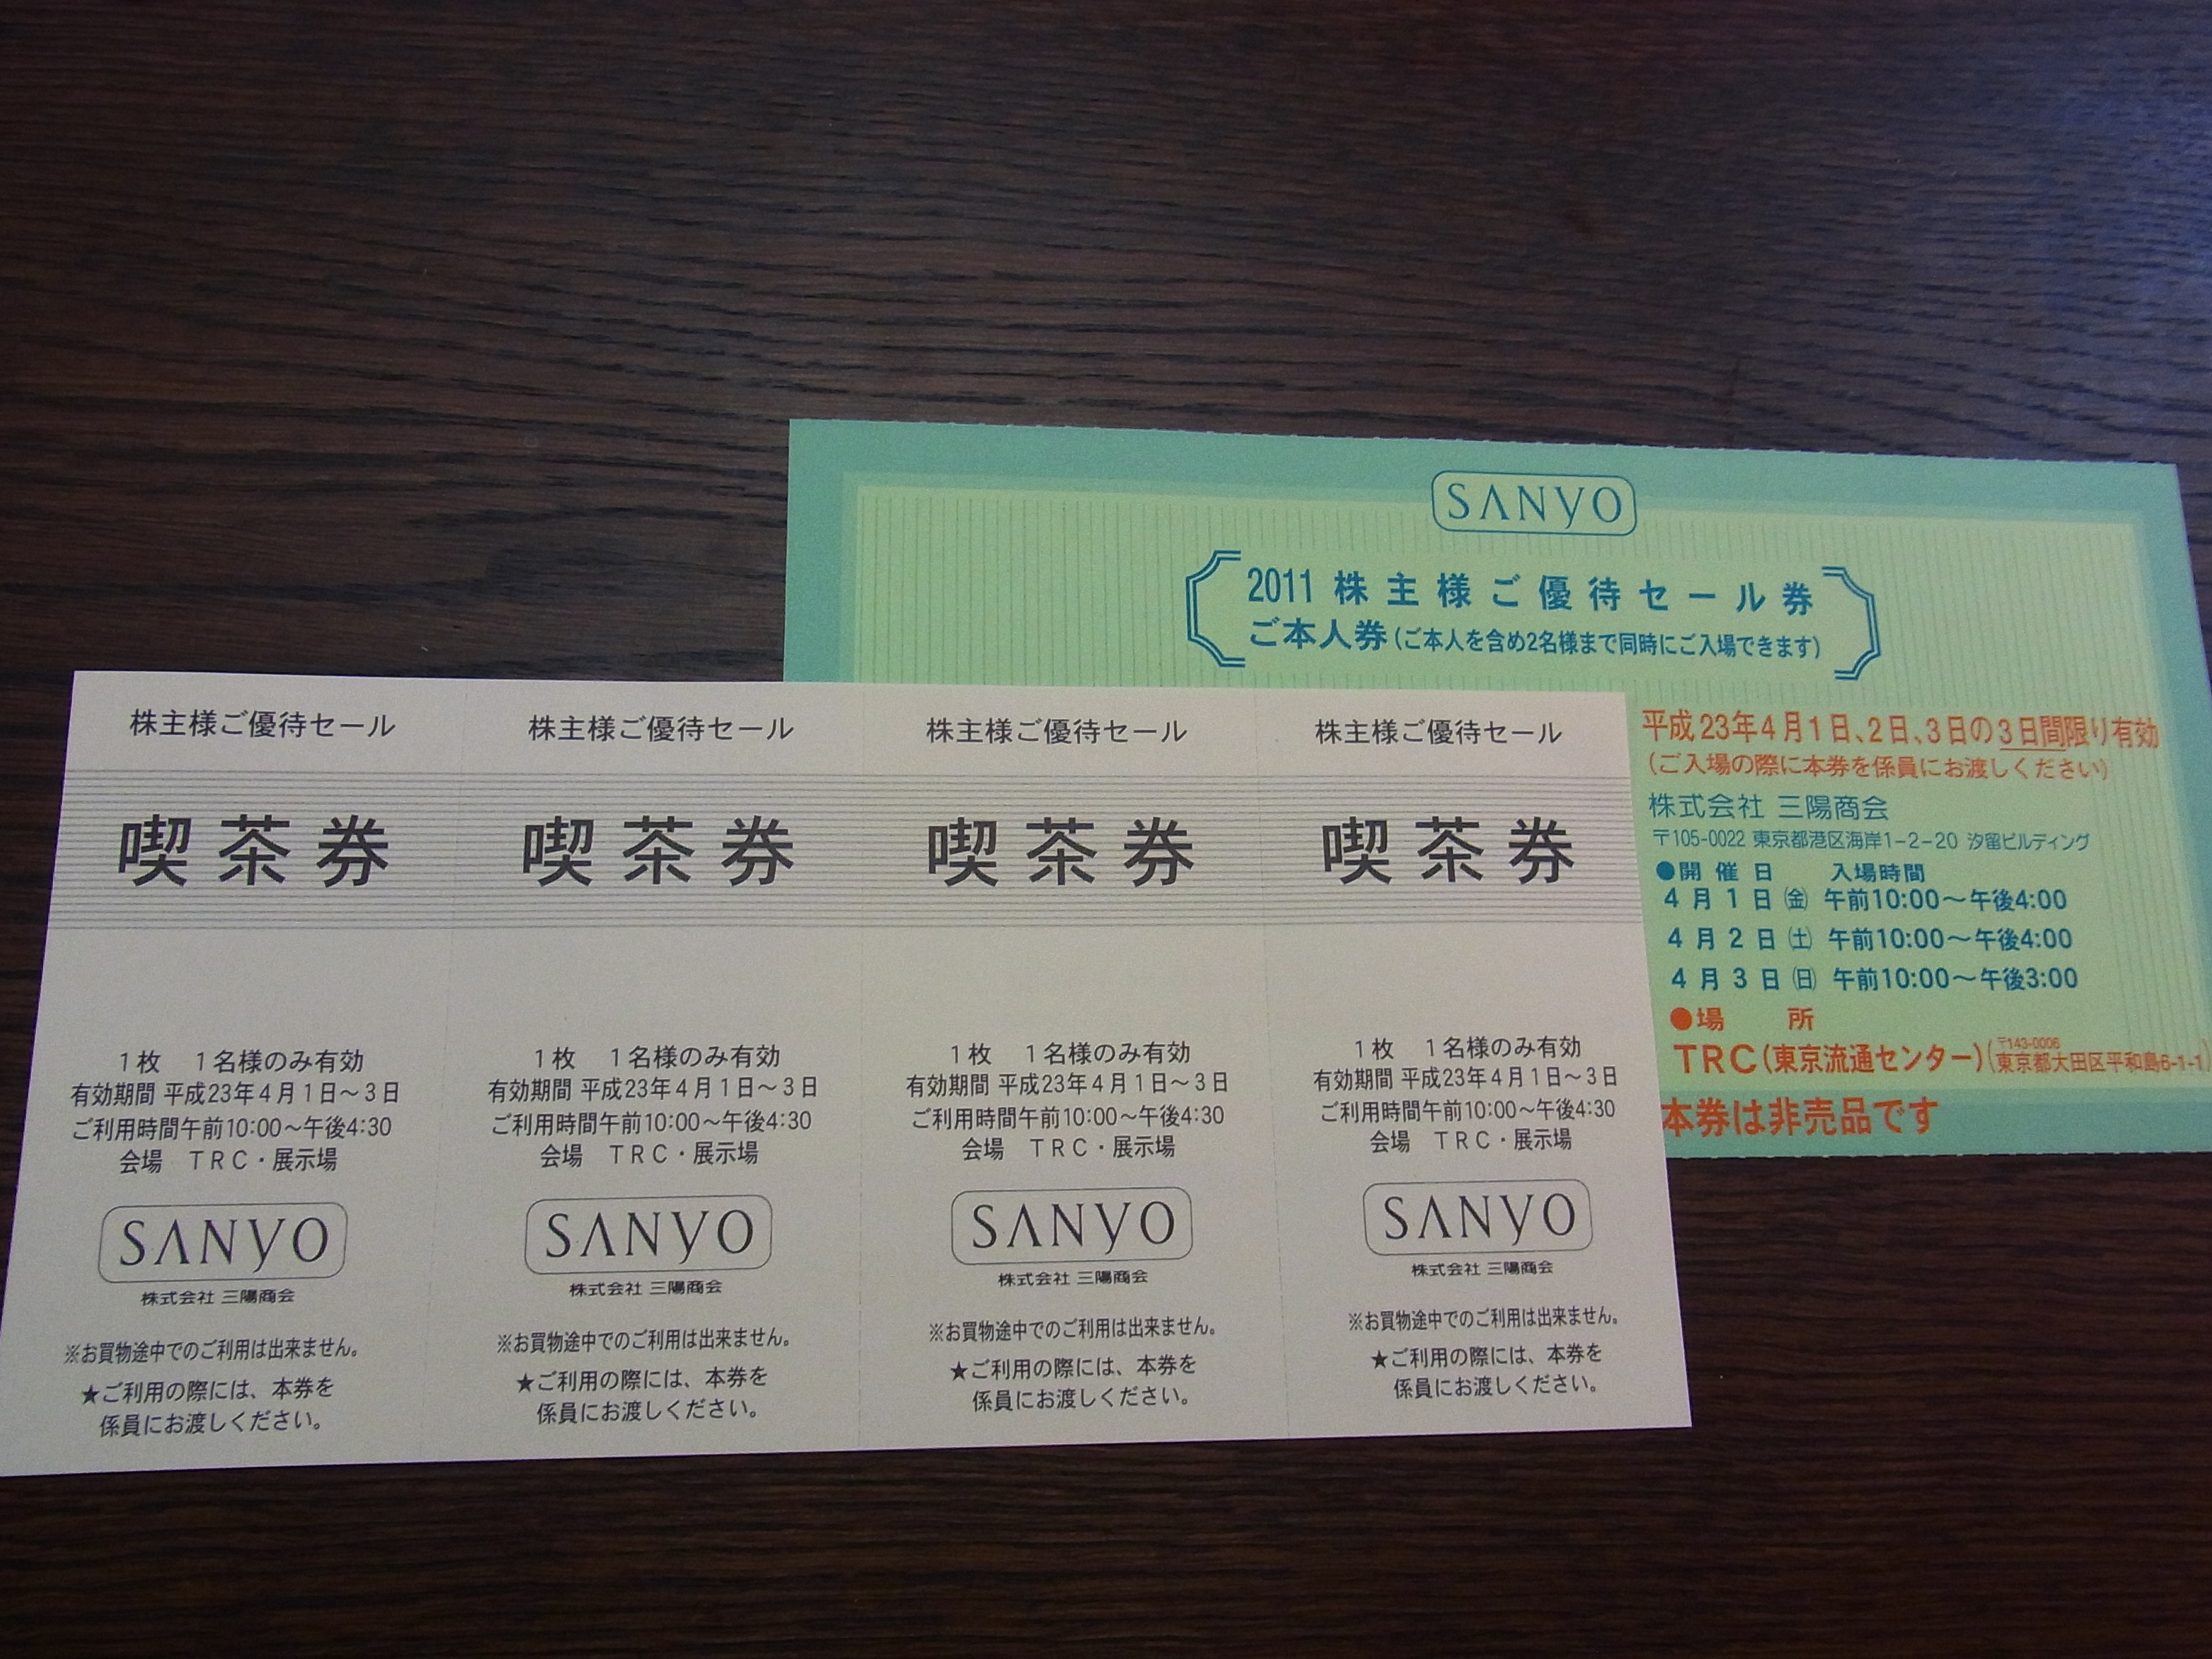 SANYO
2011 株主様ご優待セール券
ご本人券(ご本人を含め2名様まで同時にご入場できます)
平成23年4月1日、2日、3日の3日間限り有効
(ご入場の際に本券を係員にお渡しください)
株式会社 三陽商会
〒105-0022 東京都港区海岸1-2-20 汐留ビルディング
●開催日 入場時間
4月1日㈮ 午前10:00〜午後4:00
4月2日㈯ 午前10:00〜午後4:00
4月3日㈰ 午前10:00〜午後3:00
●場所
TRC(東京流通センター)(〒143-0006 東京都大田区平和島6-1-1)
本券は非売品です
株主様ご優待セール
喫茶券
1枚 1名様のみ有効
有効期間 平成23年4月1日〜3日
ご利用時間午前10:00〜午後4:30
会場 TRC・展示場
SANYO
株式会社 三陽商会
※お買物途中でのご利用は出来ません。
★ご利用の際には、本券を
係員にお渡しください。
株主様ご優待セール
喫茶券
1枚 1名様のみ有効
有効期間 平成23年4月1日〜3日
ご利用時間午前10:00〜午後4:30
会場 TRC・展示場
SANYO
株式会社 三陽商会
※お買物途中でのご利用は出来ません。
★ご利用の際には、本券を
係員にお渡しください。
株主様ご優待セール
喫茶券
1枚 1名様のみ有効
有効期間 平成23年4月1日〜3日
ご利用時間午前10:00〜午後4:30
会場 TRC・展示場
SANYO
株式会社 三陽商会
※お買物途中でのご利用は出来ません。
★ご利用の際には、本券を
係員にお渡しください。
株主様ご優待セール
喫茶券
1枚 1名様のみ有効
有効期間 平成23年4月1日〜3日
ご利用時間午前10:00〜午後4:30
会場 TRC・展示場
SANYO
株式会社 三陽商会
※お買物途中でのご利用は出来ません。
★ご利用の際には、本券を
係員にお渡しください。